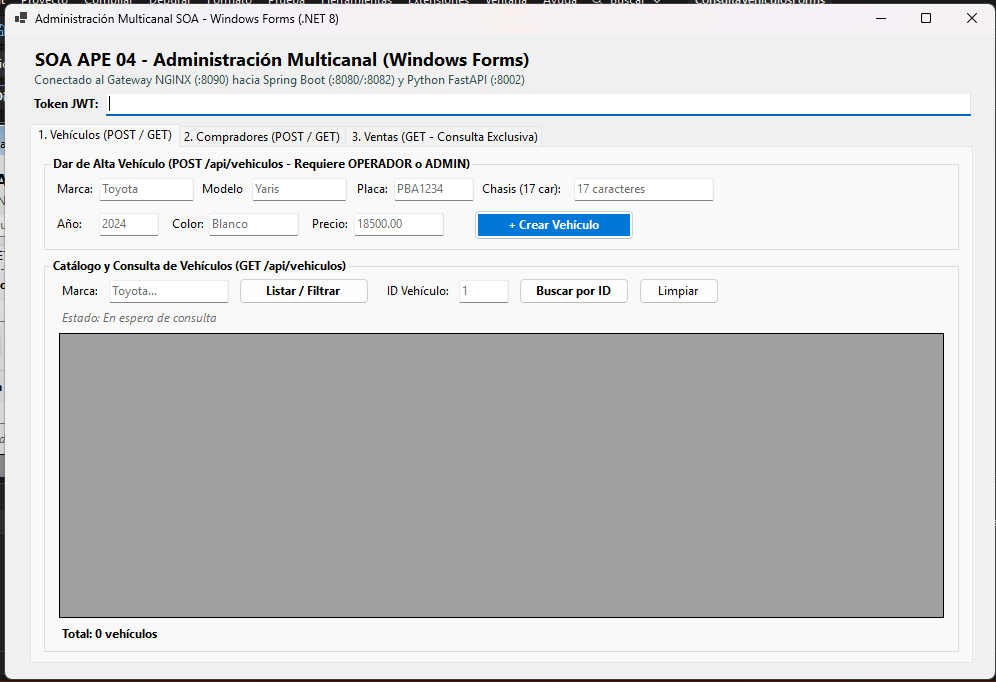 Administración Multicanal SOA - Windows Forms (.NET 8)
SOA APE 04 - Administración Multicanal (Windows Forms)
Conectado al Gateway NGINX (:8090) hacia Spring Boot (:8080/:8082) y Python FastAPI (:8002)
Token JWT:
1. Vehículos (POST / GET) 2. Compradores (POST / GET) 3. Ventas (GET - Consulta Exclusiva)
Dar de Alta Vehículo (POST /api/vehiculos - Requiere OPERADOR o ADMIN)
Marca: Toyota Modelo Yaris Placa: PBA1234 Chasis (17 car): 17 caracteres
Año: 2024 Color: Blanco Precio: 18500.00 + Crear Vehículo
Catálogo y Consulta de Vehículos (GET /api/vehiculos)
Marca: Toyota... Listar / Filtrar ID Vehículo: 1 Buscar por ID Limpiar
Estado: En espera de consulta
Total: 0 vehículos